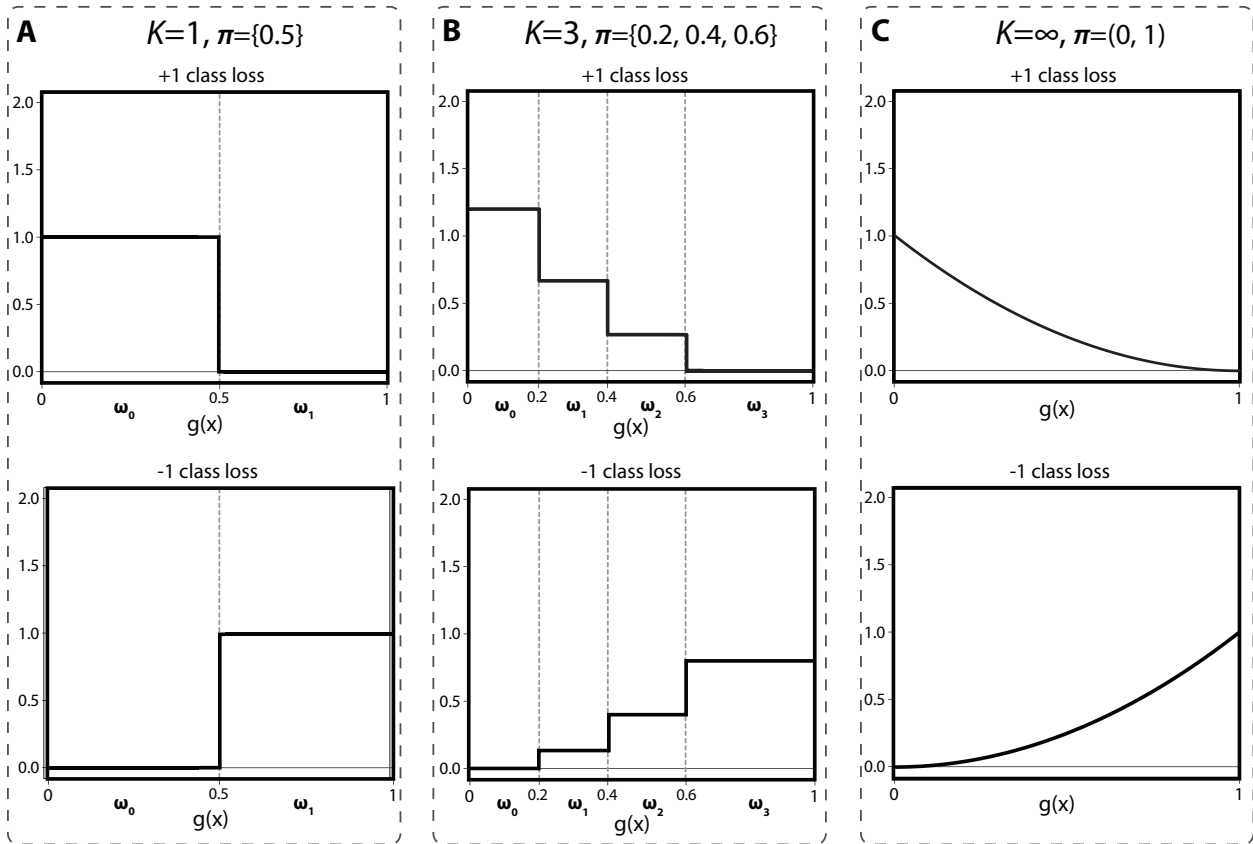 A
K=1, π={0.5}
+1 class loss
2.0
1.5
1.0
0.5
0.0
0 0.5 1
ω0 ω1
g(x)
-1 class loss
2.0
1.5
1.0
0.5
0.0
0 0.5 1
ω0 ω1
g(x)
B
K=3, π={0.2, 0.4, 0.6}
+1 class loss
2.0
1.5
1.0
0.5
0.0
0 0.2 0.4 0.6 1
ω0 ω1 ω2 ω3
g(x)
-1 class loss
2.0
1.5
1.0
0.5
0.0
0 0.2 0.4 0.6 1
ω0 ω1 ω2 ω3
g(x)
C
K=∞, π=(0, 1)
+1 class loss
2.0
1.5
1.0
0.5
0.0
0 1
g(x)
-1 class loss
2.0
1.5
1.0
0.5
0.0
0 1
g(x)